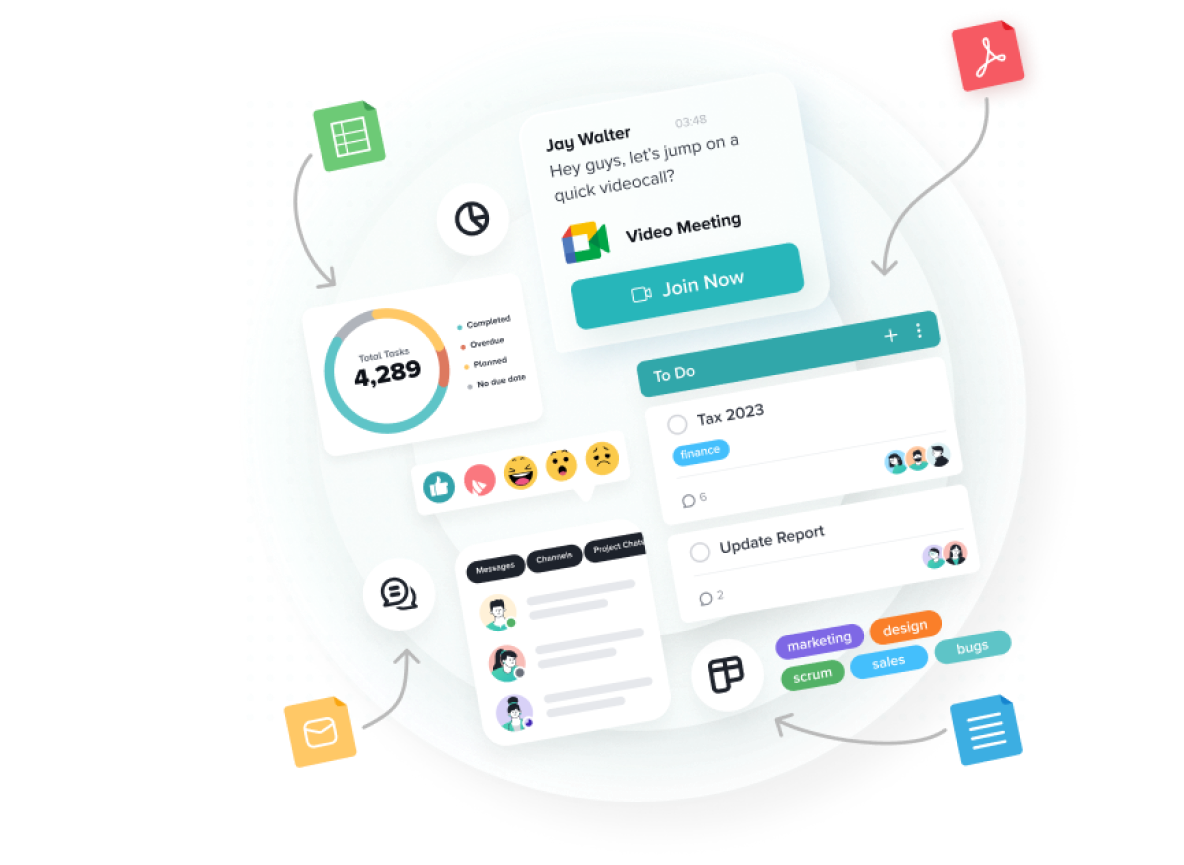 Jay Walter 03:48
Hey guys, let's jump on a
quick videocall?
Video Meeting
Join Now
Total Tasks
4,289
Completed
Overdue
Planned
No due date
To Do
Tax 2023
finance
6
Update Report
2
Messages Channels Project Chats
marketing design
scrum sales bugs